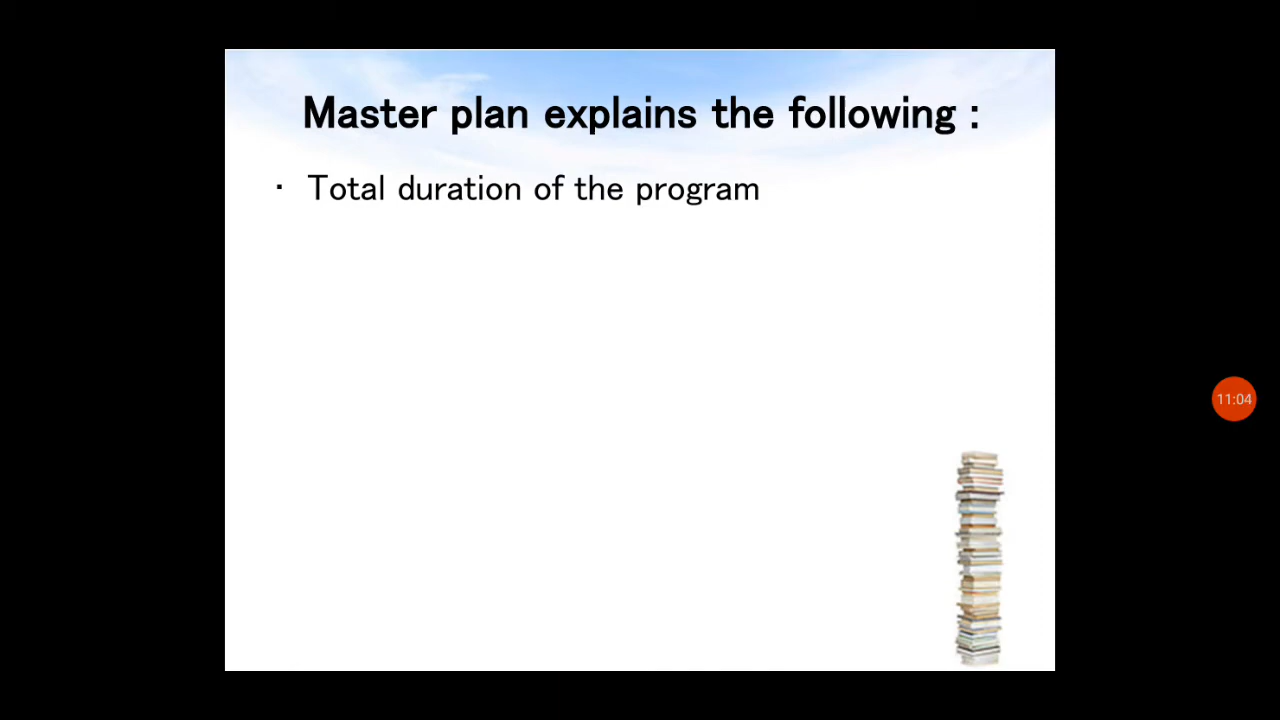 Master plan explains the following :
· Total duration of the program
11:04